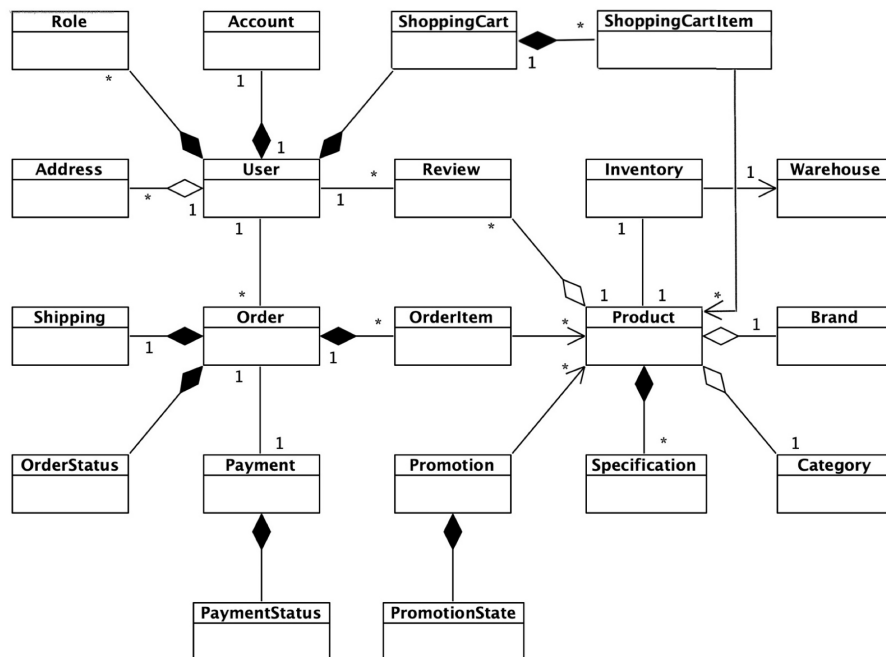 Role
Account
ShoppingCart
ShoppingCartItem
*
1
*
1
1
Address
User
Review
Inventory
Warehouse
*
1
1
*
*
1
1
1
1
*
1
1
*
Shipping
Order
OrderItem
Product
Brand
1
1
*
*
1
1
*
1
*
1
OrderStatus
Payment
Promotion
Specification
Category
PaymentStatus
PromotionState